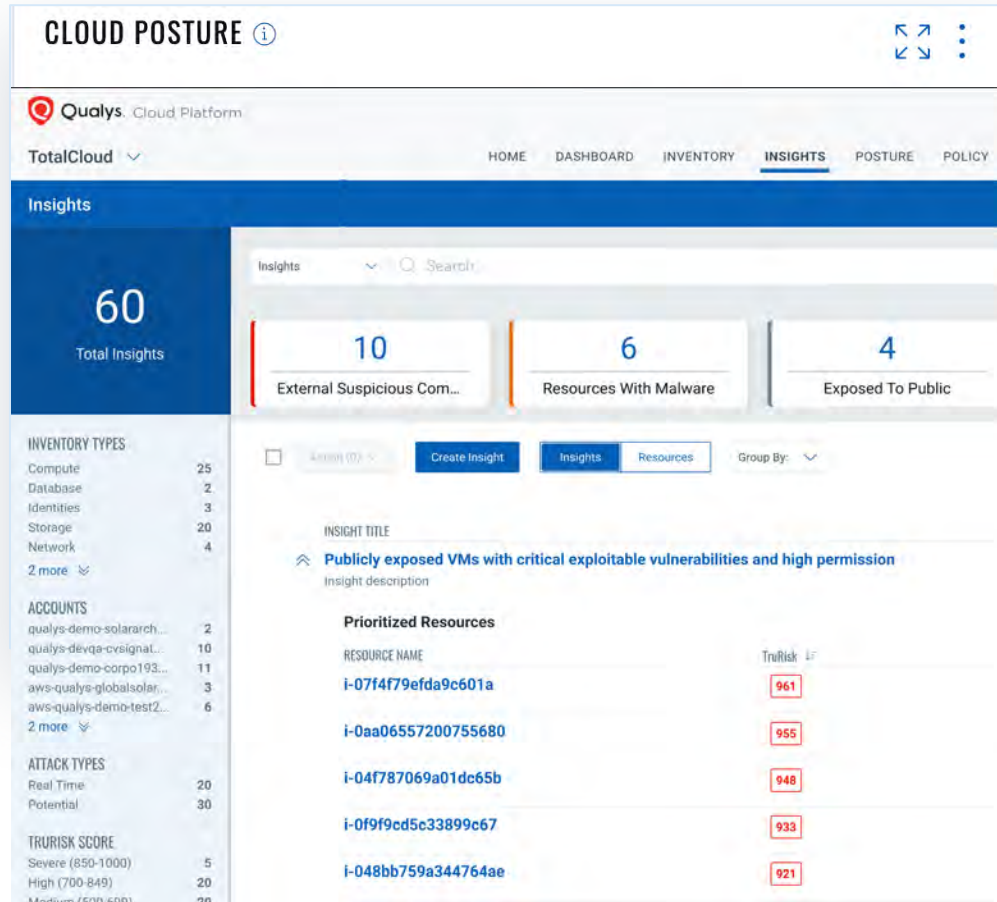 CLOUD POSTURE
Qualys. Cloud Platform
TotalCloud
HOME DASHBOARD INVENTORY INSIGHTS POSTURE POLICY
Insights
60
Total Insights
Insights Search
10
External Suspicious Com...
6
Resources With Malware
4
Exposed To Public
INVENTORY TYPES
Compute 25
Database 2
Identities 3
Storage 20
Network 4
2 more
ACCOUNTS
qualys-demo-solararch... 2
qualys-devqa-cvsignat... 10
qualys-demo-corpo193... 11
aws-qualys-globalsolar... 3
aws-qualys-demo-test2... 6
2 more
ATTACK TYPES
Real Time 20
Potential 30
TRURISK SCORE
Severe (850-1000) 5
High (700-849) 20
Medium (500-699) 20
Create Insight Insights Resources Group By:
INSIGHT TITLE
Publicly exposed VMs with critical exploitable vulnerabilities and high permission
Insight description
Prioritized Resources
RESOURCE NAME TruRisk
i-07f4f79efda9c601a 961
i-0aa06557200755680 955
i-04f787069a01dc65b 948
i-0f9f9cd5c33899c67 933
i-048bb759a344764ae 921